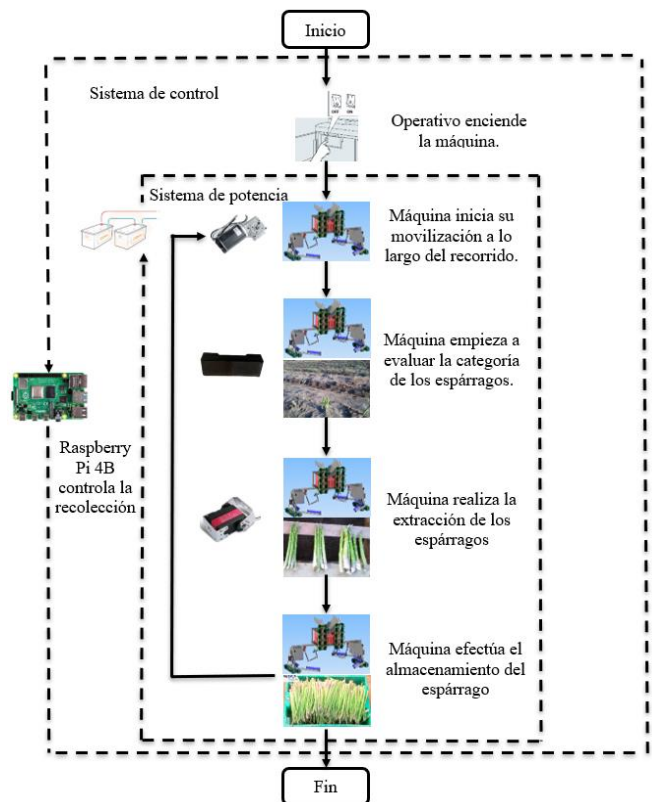 Inicio
Sistema de control
Operativo enciende
la máquina.
Sistema de potencia
Máquina inicia su
movilización a lo
largo del recorrido.
Máquina empieza a
evaluar la categoría
de los espárragos.
Raspberry
Pi 4B
controla la
recolección
Máquina realiza la
extracción de los
espárragos
Máquina efectúa el
almacenamiento del
espárrago
Fin